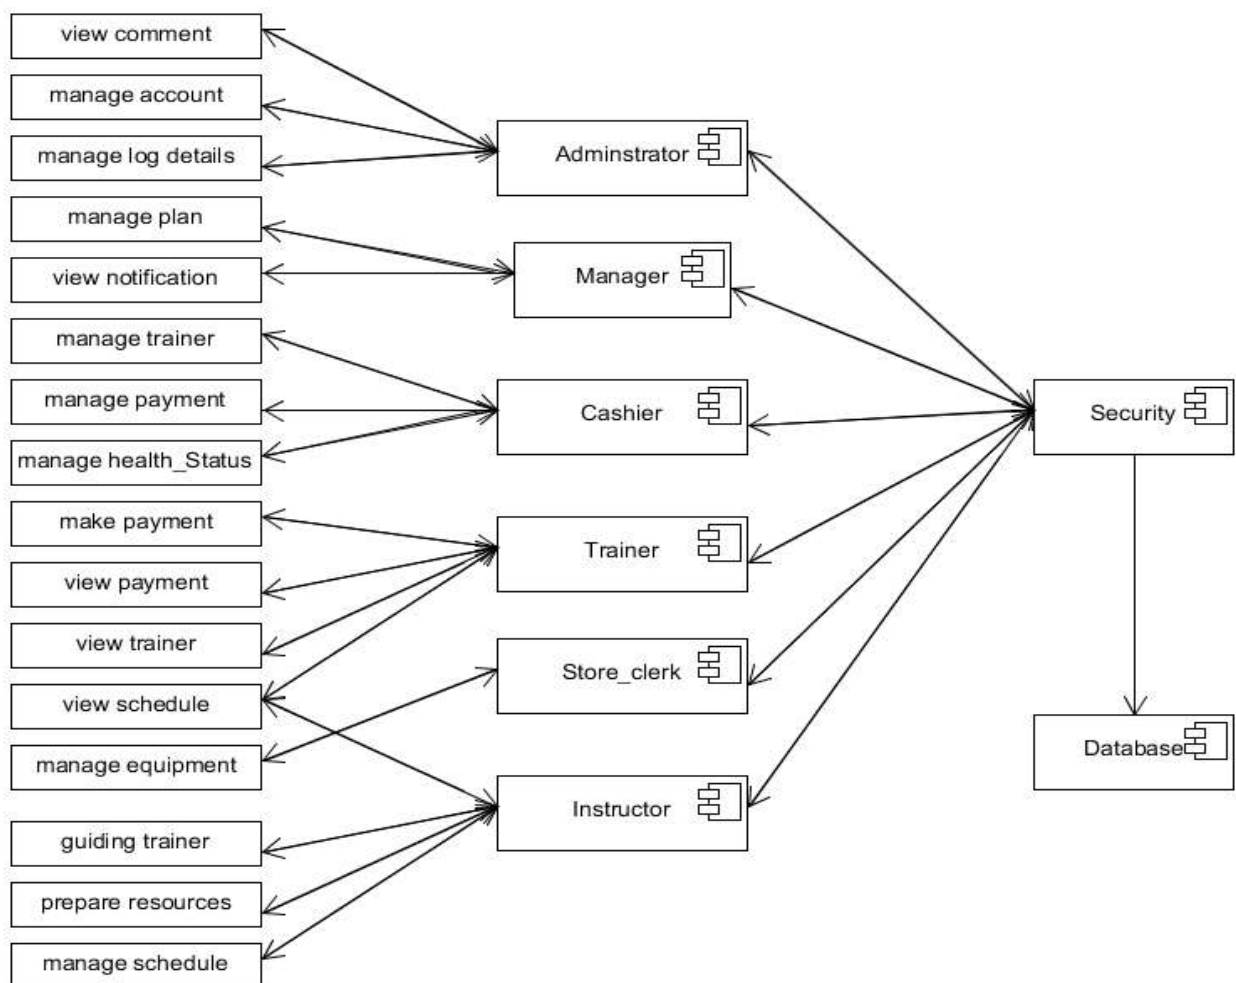 view comment
manage account
manage log details
manage plan
view notification
manage trainer
manage payment
manage health_Status
make payment
view payment
view trainer
view schedule
manage equipment
guiding trainer
prepare resources
manage schedule
Adminstrator
Manager
Cashier
Trainer
Store_clerk
Instructor
Security
Database